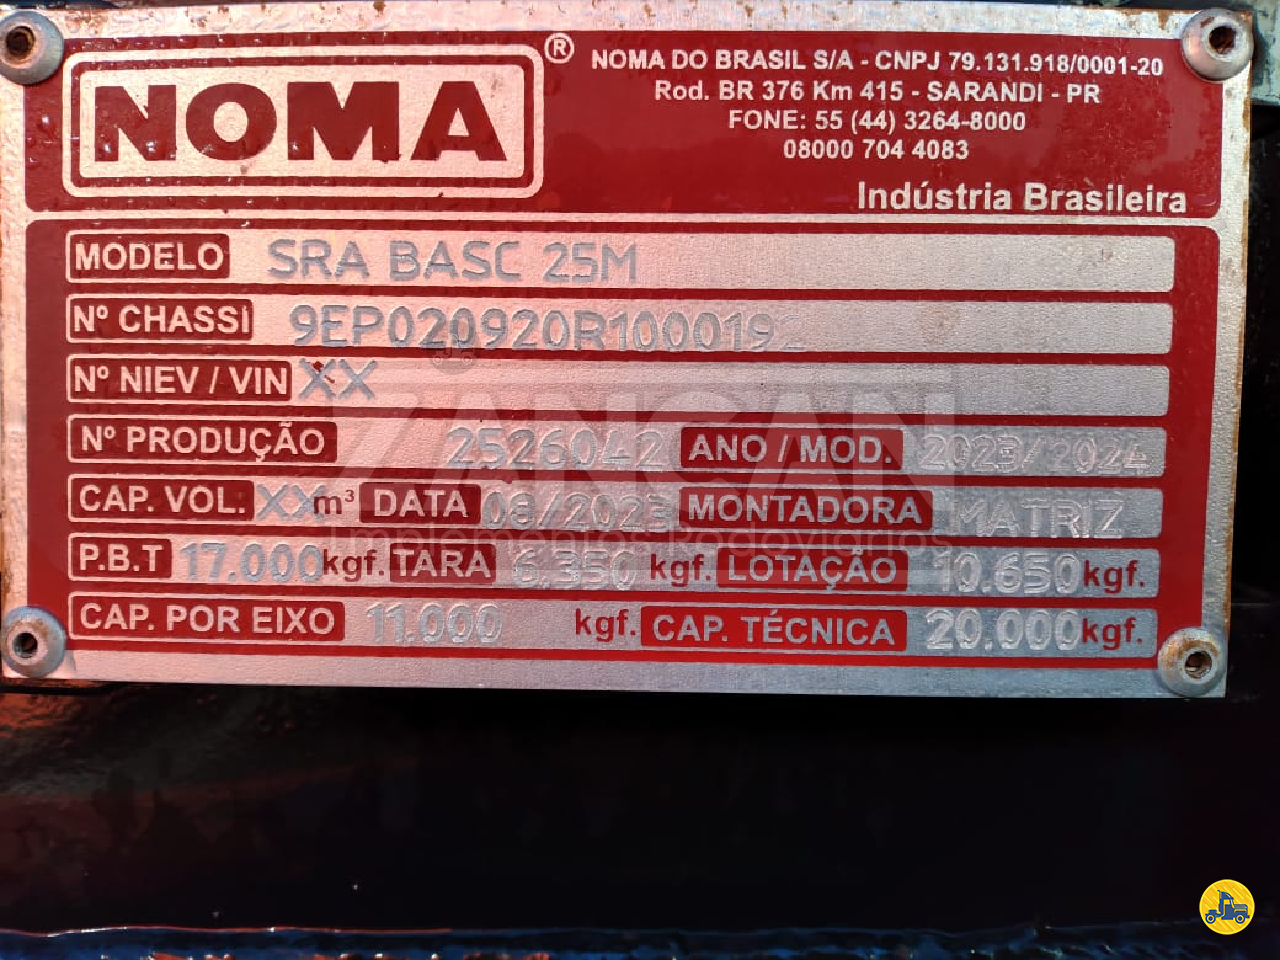 NOMA®
NOMA DO BRASIL S/A - CNPJ 79.131.918/0001-20
Rod. BR 376 Km 415 - SARANDI - PR
FONE: 55 (44) 3264-8000
08000 704 4083
Indústria Brasileira
MODELO SRA BASC 25M
Nº CHASSI 9EP020920R1000192
Nº NIEV / VIN XX
Nº PRODUÇÃO 2526042 ANO / MOD. 2023/2024
CAP. VOL. XX m³ DATA 08/2023 MONTADORA MATRIZ
P.B.T 17.000 kgf. TARA 6.350 kgf. LOTAÇÃO 10.650 kgf.
CAP. POR EIXO 11.000 kgf. CAP. TÉCNICA 20.000 kgf.
ZANCAN
Implementos Rodoviários